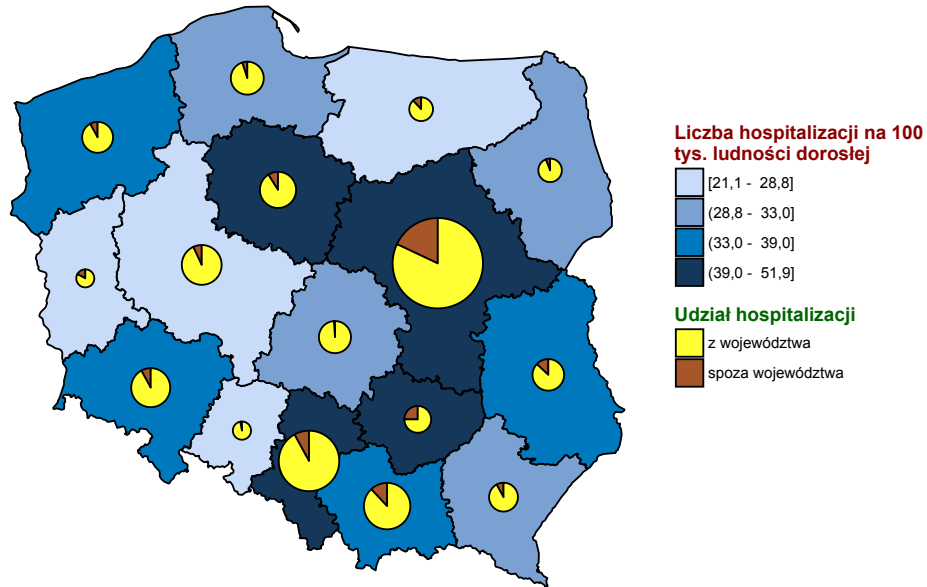 Liczba hospitalizacji na 100
tys. ludności dorosłej
[21,1 - 28,8]
(28,8 - 33,0]
(33,0 - 39,0]
(39,0 - 51,9]
Udział hospitalizacji
z województwa
spoza województwa